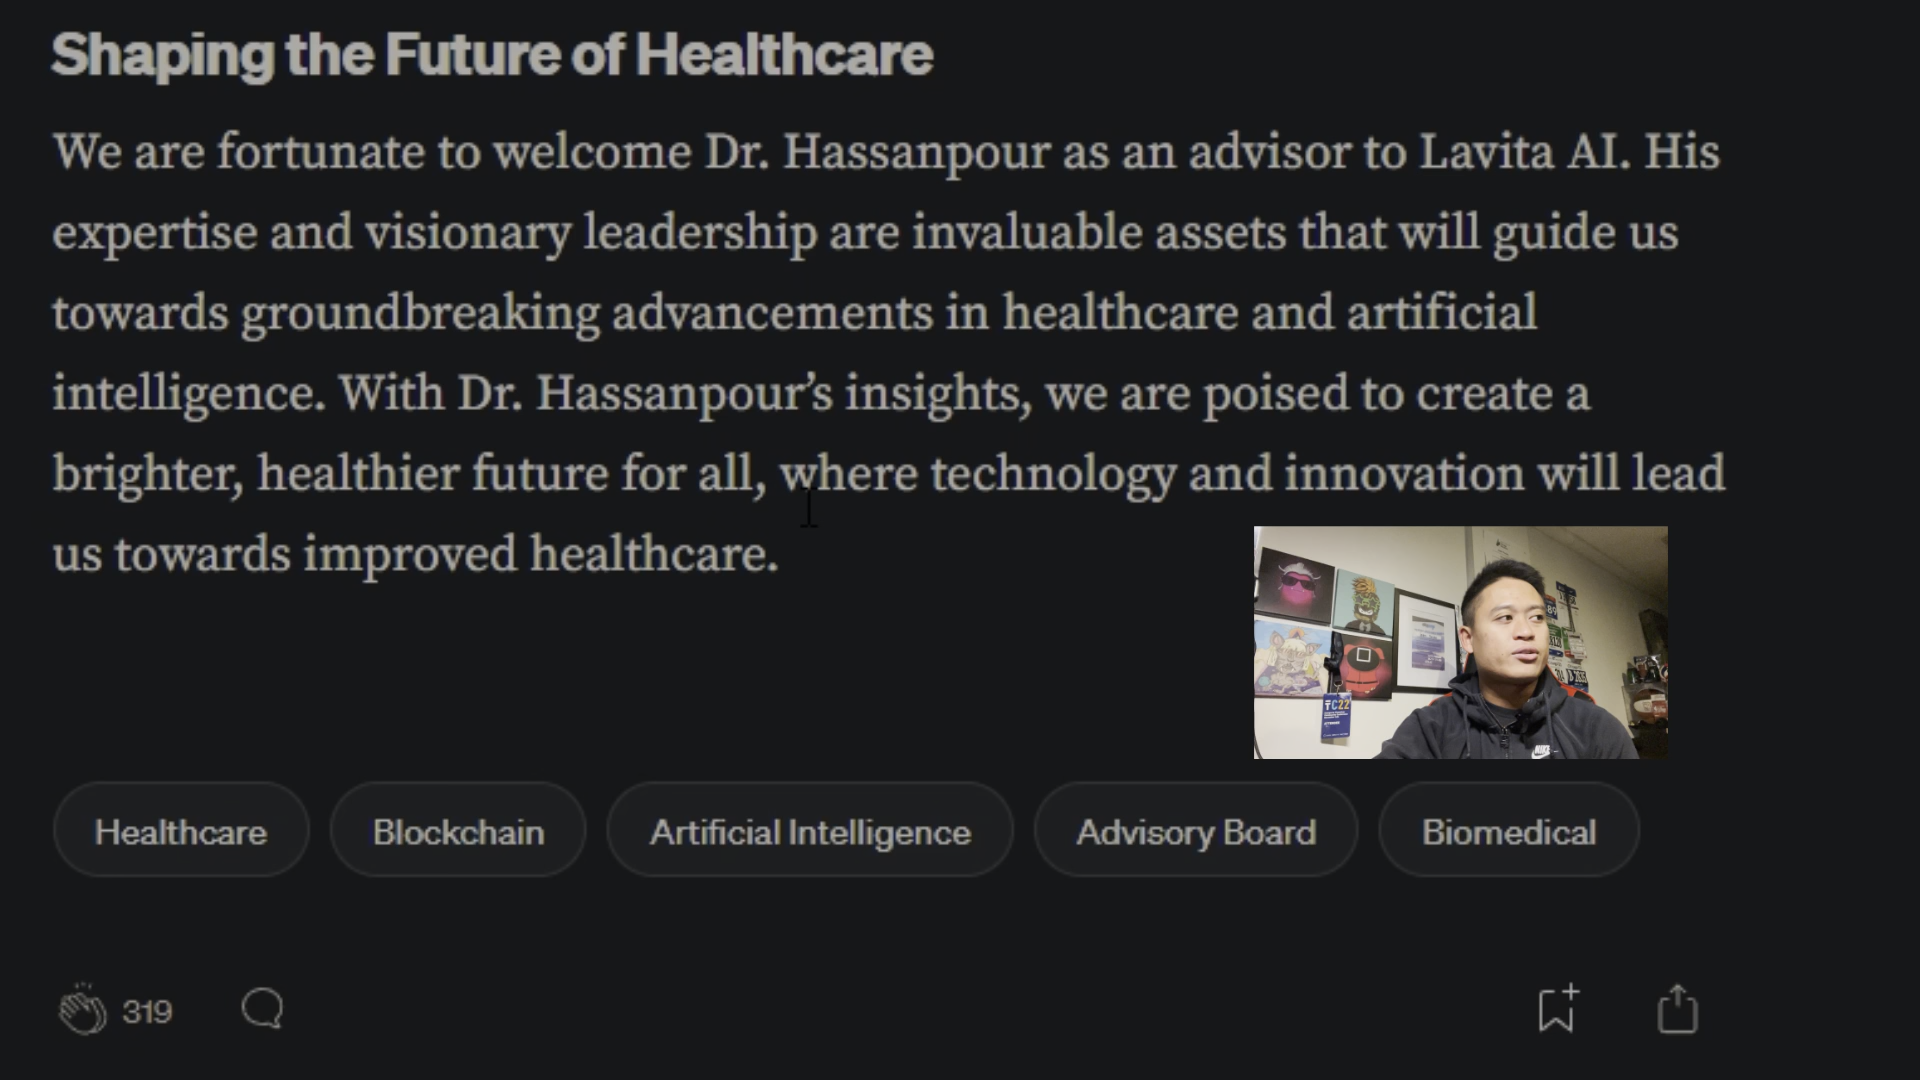 Shaping the Future of Healthcare
We are fortunate to welcome Dr. Hassanpour as an advisor to Lavita AI. His
expertise and visionary leadership are invaluable assets that will guide us
towards groundbreaking advancements in healthcare and artificial
intelligence. With Dr. Hassanpour’s insights, we are poised to create a
brighter, healthier future for all, where technology and innovation will lead
us towards improved healthcare.
TC22
NIKE
Healthcare
Blockchain
Artificial Intelligence
Advisory Board
Biomedical
319